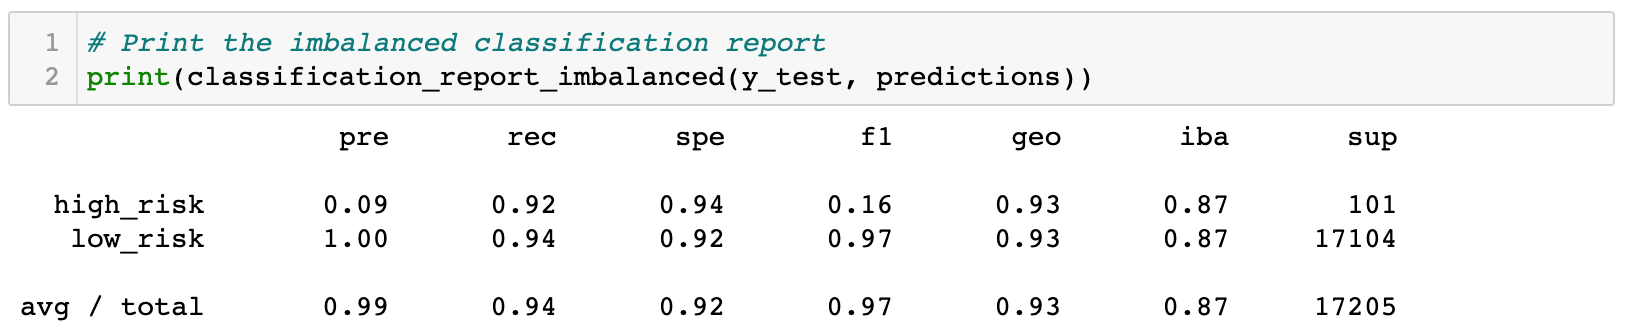 1 # Print the imbalanced classification report
2 print(classification_report_imbalanced(y_test, predictions))
pre rec spe f1 geo iba sup
high_risk 0.09 0.92 0.94 0.16 0.93 0.87 101
low_risk 1.00 0.94 0.92 0.97 0.93 0.87 17104
avg / total 0.99 0.94 0.92 0.97 0.93 0.87 17205